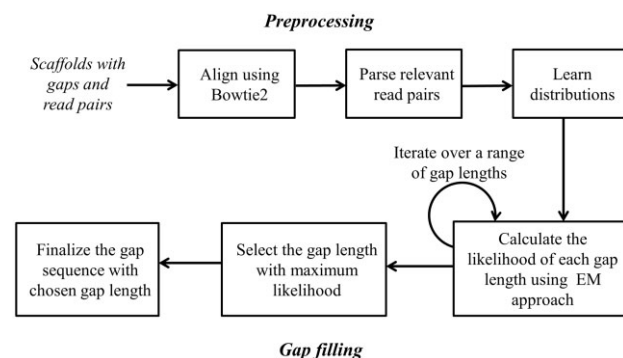 Preprocessing
Scaffolds with
gaps and
read pairs
Align using
Bowtie2
Parse relevant
read pairs
Learn
distributions
Iterate over a range
of gap lengths
Calculate the
likelihood of each gap
length using EM
approach
Select the gap length
with maximum
likelihood
Finalize the gap
sequence with
chosen gap length
Gap filling